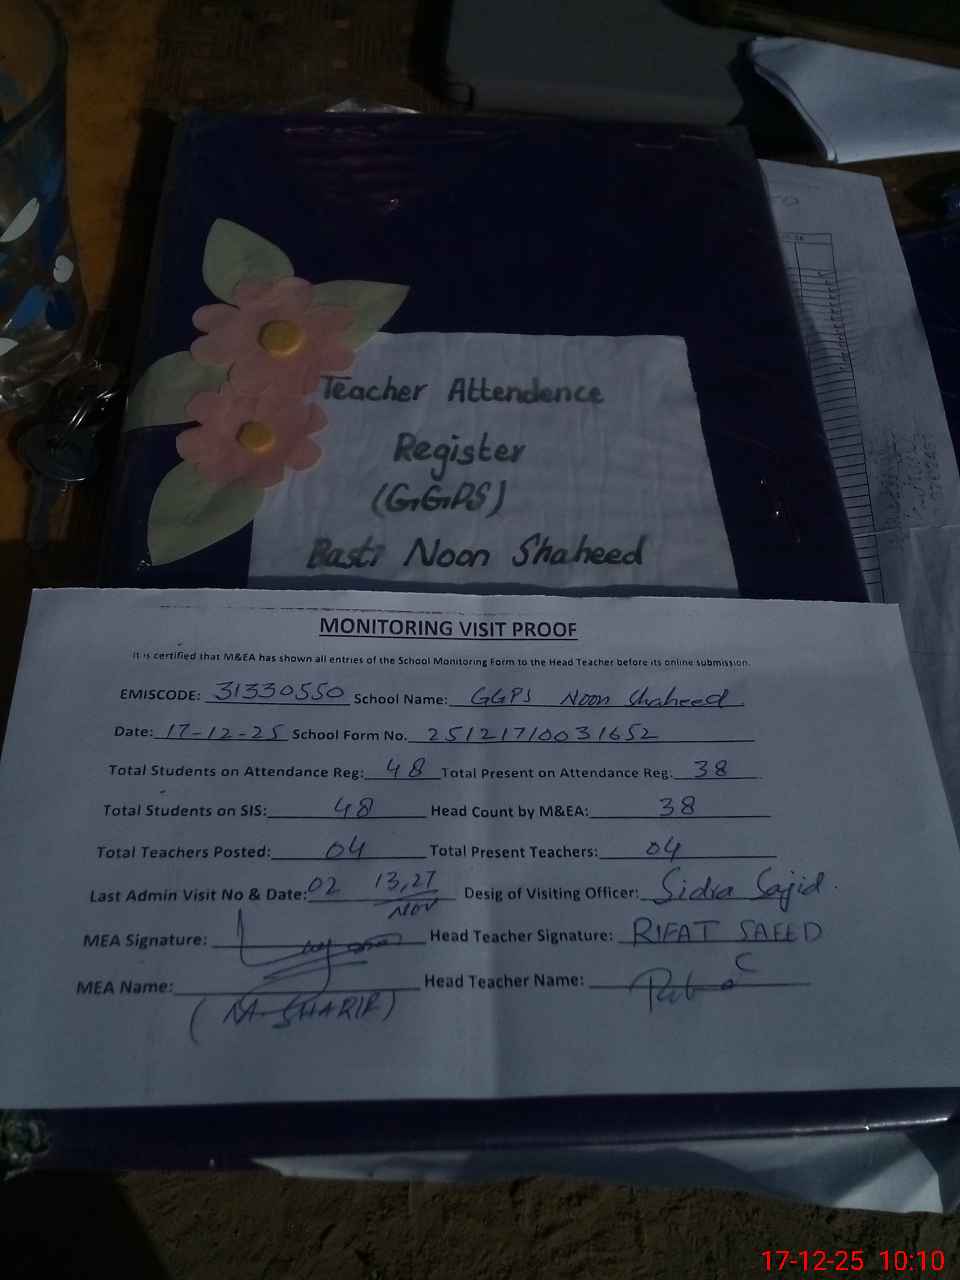 Teacher Attendence
Register
(GGPS)
Basti Noon Shaheed
MONITORING VISIT PROOF
It is certified that M&EA has shown all entries of the School Monitoring Form to the Head Teacher before its online submission.
EMISCODE: 31330550 School Name: GGPS Noon Shaheed
Date: 17-12-25 School Form No. 25121710031652
Total Students on Attendance Reg: 48 Total Present on Attendance Reg: 38
Total Students on SIS: 48 Head Count by M&EA: 38
Total Teachers Posted: 04 Total Present Teachers: 04
Last Admin Visit No & Date: 02 13,27 NOV Desig of Visiting Officer: Sidra Sajid
MEA Signature: Head Teacher Signature: RIFAT SAEED
MEA Name: Head Teacher Name:
(M. SHARIF)
17-12-25 10:10